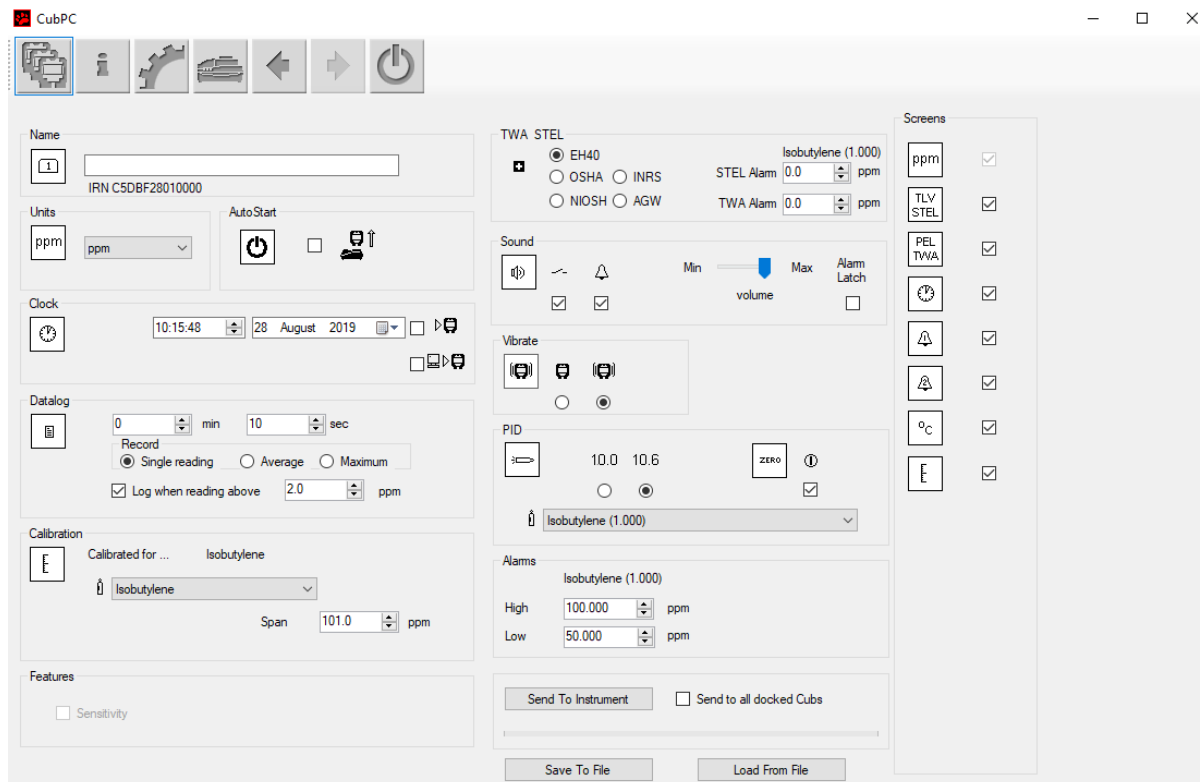 CubPC
Name
1
IRN C5DBF28010000
Units
ppm
ppm
AutoStart
Clock
10:15:48
28 August 2019
Datalog
0 min 10 sec
Record
Single reading Average Maximum
Log when reading above 2.0 ppm
Calibration
Calibrated for ... Isobutylene
Isobutylene
Span 101.0 ppm
Features
Sensitivity
TWA STEL
EH40
OSHA INRS
NIOSH AGW
Isobutylene (1.000)
STEL Alarm 0.0 ppm
TWA Alarm 0.0 ppm
Sound
Min Max
volume
Alarm
Latch
Vibrate
PID
10.0 10.6
ZERO
Isobutylene (1.000)
Alarms
Isobutylene (1.000)
High 100.000 ppm
Low 50.000 ppm
Send To Instrument
Send to all docked Cubs
Save To File
Load From File
Screens
ppm
TLV
STEL
PEL
TWA
1
2
°C